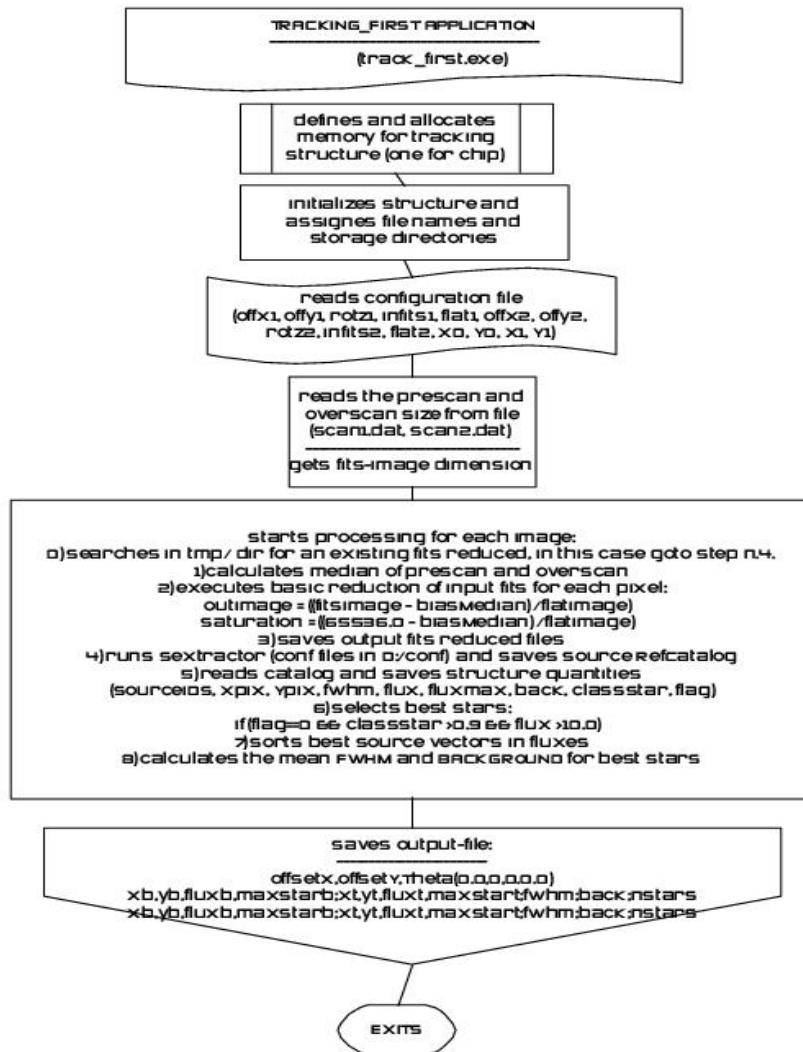 TRACKING_FIRST APPLICATION
(track_first.exe)
defines and allocates
memory for tracking
structure (one for chip)
initializes structure and
assignes file names and
storage directories
reads configuration file
(offx1, offy1, rotz1, infits1, flat1, offx2, offy2,
rotz2, infits2, flat2, X0, Y0, X1, Y1)
reads the prescan and
overscan size from file
(scan1.dat, scan2.dat)
gets fits-image dimension
starts processing for each image:
0)searches in tmp/ dir for an existing fits reduced, in this case goto step n.4.
1)calculates median of prescan and overscan
2)executes basic reduction of input fits for each pixel:
outimage =((fitsimage - biasMedian)/flatimage)
saturation =((65536.0 - biasMedian)/flatimage)
3)saves output fits reduced files
4)runs sextractor (conf files in D:/conf) and saves source Refcatalog
5)reads catalog and saves structure quantities
(sourceIDs, xpix, ypix, fwhm, flux, fluxmax, back, classstar, flag)
6)selects best stars:
if(flag=0 && classstar >0.9 && flux >10.0)
7)sorts best source vectors in fluxes
8)calculates the mean FWHM and BACKGROUND for best stars
saves output-file:
offsetx,offsety,Theta(0.0,0.0,0.0)
xb,yb,fluxb,maxstarb;xt,yt,fluxt,maxstart;fwhm;back;nstars
xb,yb,fluxb,maxstarb;xt,yt,fluxt,maxstart;fwhm;back;nstars
EXITS